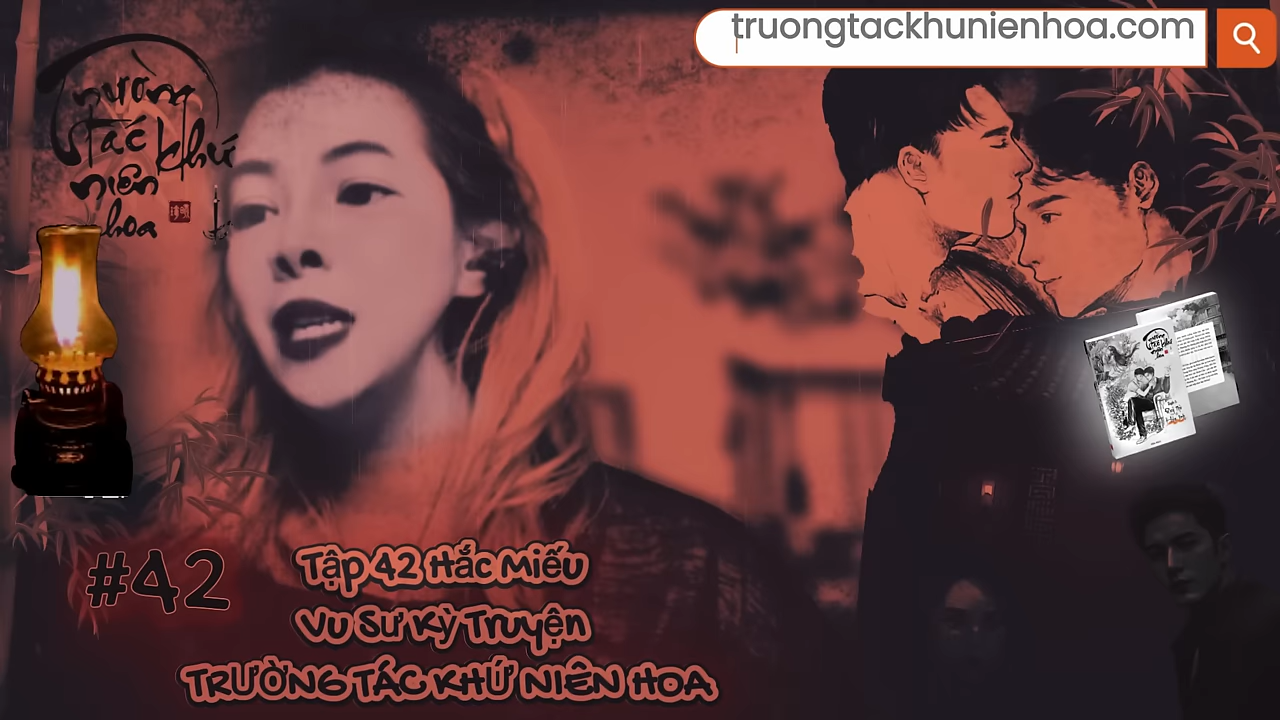 truongtackhunienhoa.com
Trường
tác khứ
niên
hoa
#42
Tập 42 Hắc Miếu
Vu Sư Kỳ Truyện
TRƯỜNG TÁC KHỨ NIÊN HOA